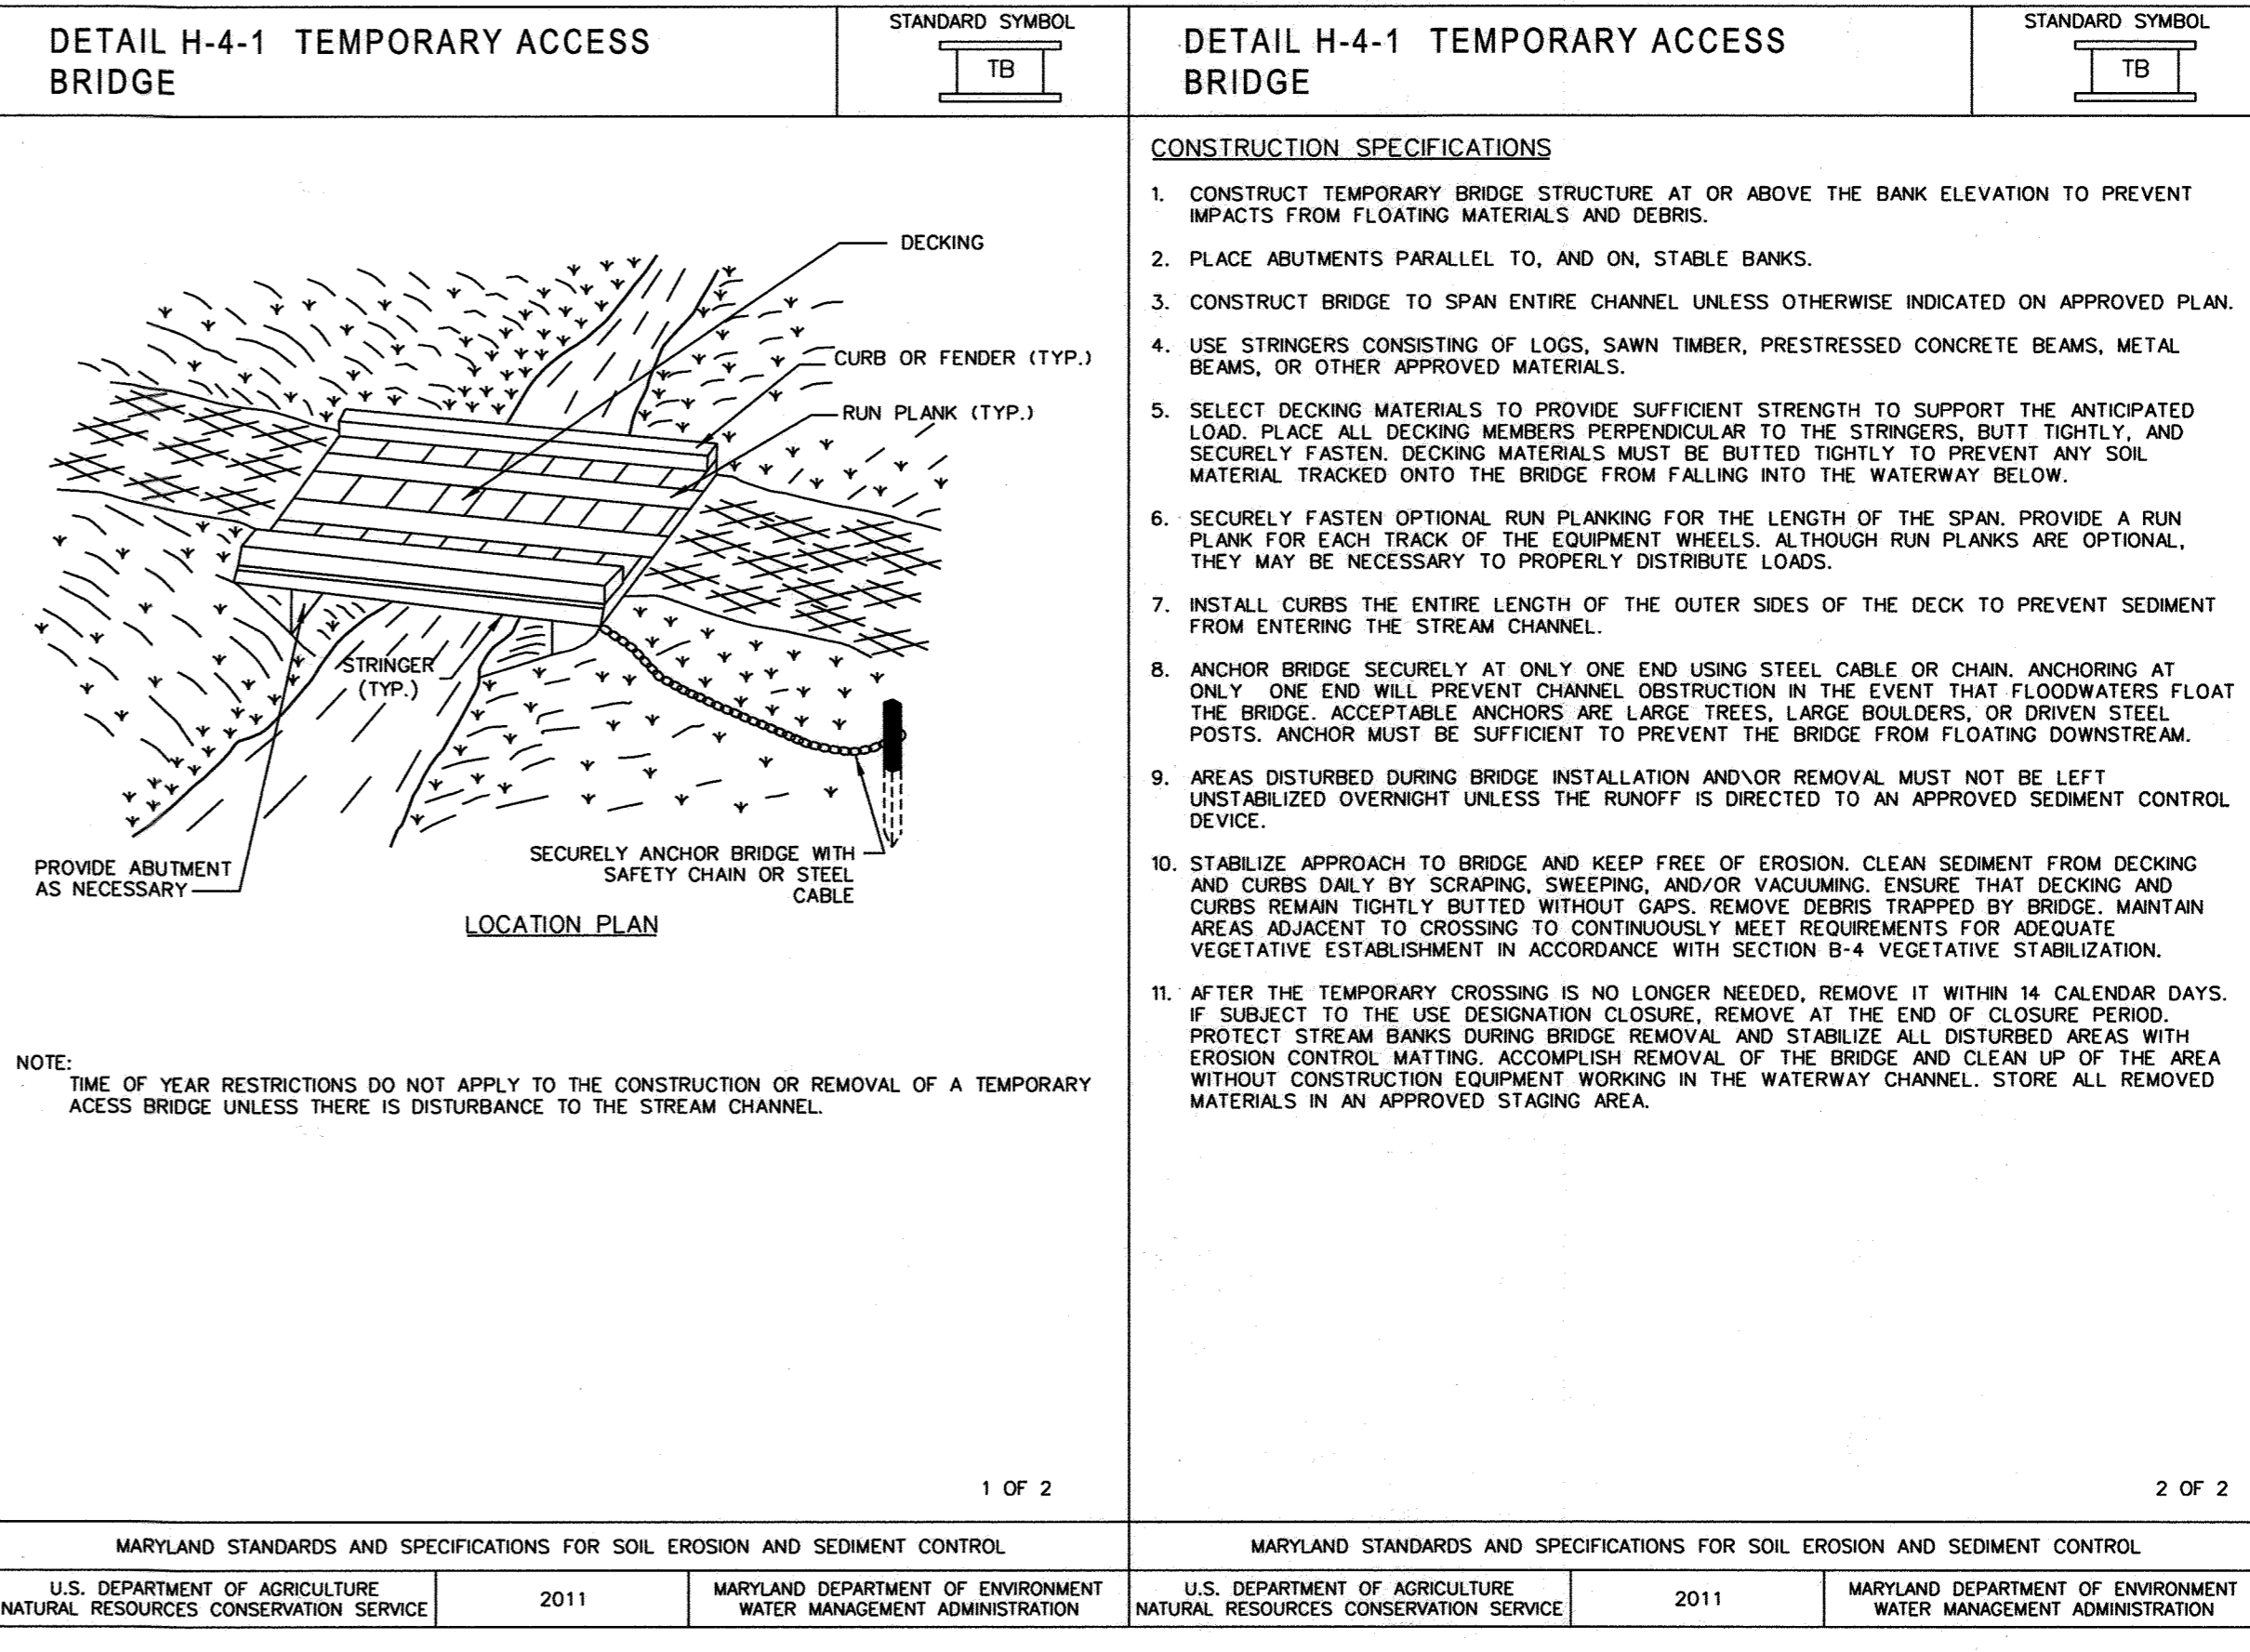 DETAIL H-4-1 TEMPORARY ACCESS
BRIDGE
STANDARD SYMBOL
TB
DECKING
CURB OR FENDER (TYP.)
RUN PLANK (TYP.)
STRINGER
(TYP.)
PROVIDE ABUTMENT
AS NECESSARY
SECURELY ANCHOR BRIDGE WITH
SAFETY CHAIN OR STEEL
CABLE
LOCATION PLAN
NOTE:
TIME OF YEAR RESTRICTIONS DO NOT APPLY TO THE CONSTRUCTION OR REMOVAL OF A TEMPORARY
ACESS BRIDGE UNLESS THERE IS DISTURBANCE TO THE STREAM CHANNEL.
1 OF 2
MARYLAND STANDARDS AND SPECIFICATIONS FOR SOIL EROSION AND SEDIMENT CONTROL
U.S. DEPARTMENT OF AGRICULTURE
NATURAL RESOURCES CONSERVATION SERVICE
2011
MARYLAND DEPARTMENT OF ENVIRONMENT
WATER MANAGEMENT ADMINISTRATION
DETAIL H-4-1 TEMPORARY ACCESS
BRIDGE
STANDARD SYMBOL
TB
CONSTRUCTION SPECIFICATIONS
1. CONSTRUCT TEMPORARY BRIDGE STRUCTURE AT OR ABOVE THE BANK ELEVATION TO PREVENT
IMPACTS FROM FLOATING MATERIALS AND DEBRIS.
2. PLACE ABUTMENTS PARALLEL TO, AND ON, STABLE BANKS.
3. CONSTRUCT BRIDGE TO SPAN ENTIRE CHANNEL UNLESS OTHERWISE INDICATED ON APPROVED PLAN.
4. USE STRINGERS CONSISTING OF LOGS, SAWN TIMBER, PRESTRESSED CONCRETE BEAMS, METAL
BEAMS, OR OTHER APPROVED MATERIALS.
5. SELECT DECKING MATERIALS TO PROVIDE SUFFICIENT STRENGTH TO SUPPORT THE ANTICIPATED
LOAD. PLACE ALL DECKING MEMBERS PERPENDICULAR TO THE STRINGERS, BUTT TIGHTLY, AND
SECURELY FASTEN. DECKING MATERIALS MUST BE BUTTED TIGHTLY TO PREVENT ANY SOIL
MATERIAL TRACKED ONTO THE BRIDGE FROM FALLING INTO THE WATERWAY BELOW.
6. SECURELY FASTEN OPTIONAL RUN PLANKING FOR THE LENGTH OF THE SPAN. PROVIDE A RUN
PLANK FOR EACH TRACK OF THE EQUIPMENT WHEELS. ALTHOUGH RUN PLANKS ARE OPTIONAL,
THEY MAY BE NECESSARY TO PROPERLY DISTRIBUTE LOADS.
7. INSTALL CURBS THE ENTIRE LENGTH OF THE OUTER SIDES OF THE DECK TO PREVENT SEDIMENT
FROM ENTERING THE STREAM CHANNEL.
8. ANCHOR BRIDGE SECURELY AT ONLY ONE END USING STEEL CABLE OR CHAIN. ANCHORING AT
ONLY ONE END WILL PREVENT CHANNEL OBSTRUCTION IN THE EVENT THAT FLOODWATERS FLOAT
THE BRIDGE. ACCEPTABLE ANCHORS ARE LARGE TREES, LARGE BOULDERS, OR DRIVEN STEEL
POSTS. ANCHOR MUST BE SUFFICIENT TO PREVENT THE BRIDGE FROM FLOATING DOWNSTREAM.
9. AREAS DISTURBED DURING BRIDGE INSTALLATION AND\OR REMOVAL MUST NOT BE LEFT
UNSTABILIZED OVERNIGHT UNLESS THE RUNOFF IS DIRECTED TO AN APPROVED SEDIMENT CONTROL
DEVICE.
10. STABILIZE APPROACH TO BRIDGE AND KEEP FREE OF EROSION. CLEAN SEDIMENT FROM DECKING
AND CURBS DAILY BY SCRAPING, SWEEPING, AND/OR VACUUMING. ENSURE THAT DECKING AND
CURBS REMAIN TIGHTLY BUTTED WITHOUT GAPS. REMOVE DEBRIS TRAPPED BY BRIDGE. MAINTAIN
AREAS ADJACENT TO CROSSING TO CONTINUOUSLY MEET REQUIREMENTS FOR ADEQUATE
VEGETATIVE ESTABLISHMENT IN ACCORDANCE WITH SECTION B-4 VEGETATIVE STABILIZATION.
11. AFTER THE TEMPORARY CROSSING IS NO LONGER NEEDED, REMOVE IT WITHIN 14 CALENDAR DAYS.
IF SUBJECT TO THE USE DESIGNATION CLOSURE, REMOVE AT THE END OF CLOSURE PERIOD.
PROTECT STREAM BANKS DURING BRIDGE REMOVAL AND STABILIZE ALL DISTURBED AREAS WITH
EROSION CONTROL MATTING. ACCOMPLISH REMOVAL OF THE BRIDGE AND CLEAN UP OF THE AREA
WITHOUT CONSTRUCTION EQUIPMENT WORKING IN THE WATERWAY CHANNEL. STORE ALL REMOVED
MATERIALS IN AN APPROVED STAGING AREA.
2 OF 2
MARYLAND STANDARDS AND SPECIFICATIONS FOR SOIL EROSION AND SEDIMENT CONTROL
U.S. DEPARTMENT OF AGRICULTURE
NATURAL RESOURCES CONSERVATION SERVICE
2011
MARYLAND DEPARTMENT OF ENVIRONMENT
WATER MANAGEMENT ADMINISTRATION